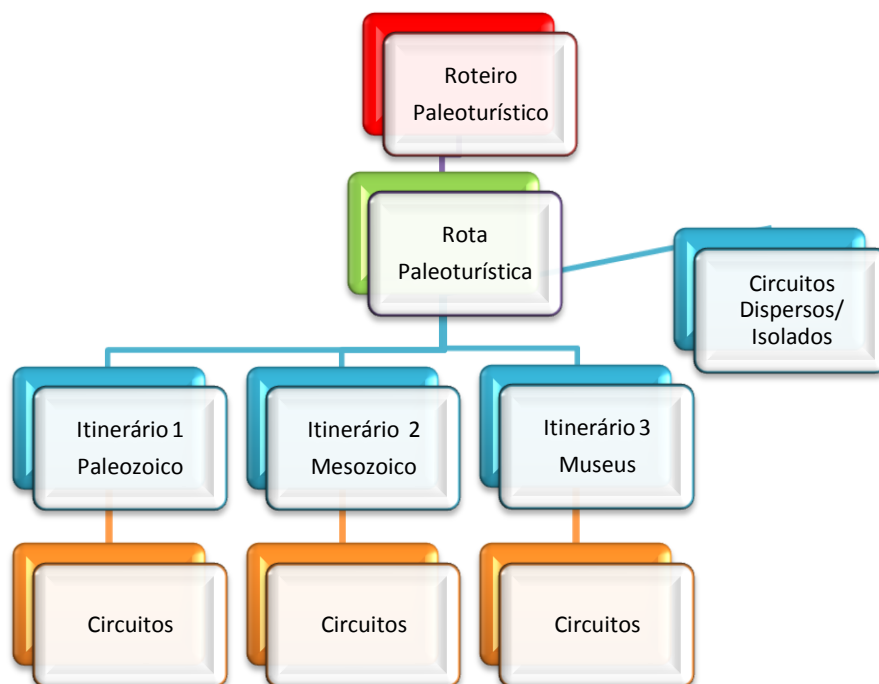 Roteiro
Paleoturístico
Rota
Paleoturística
Circuitos
Dispersos/
Isolados
Itinerário 1
Paleozoico
Itinerário 2
Mesozoico
Itinerário 3
Museus
Circuitos
Circuitos
Circuitos